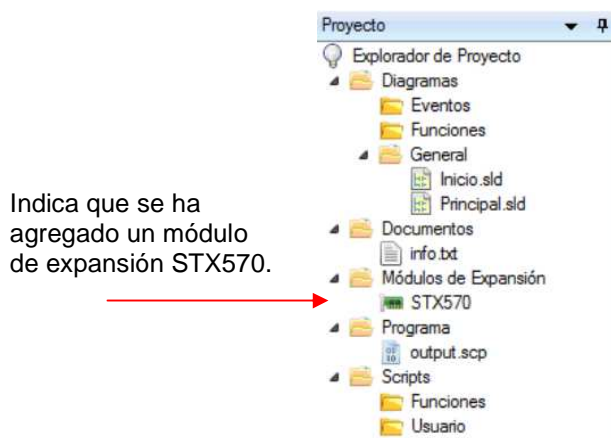 Proyecto
Explorador de Proyecto
Diagramas
Eventos
Funciones
General
Inicio.sld
Principal.sld
Documentos
info.txt
Módulos de Expansión
STX570
Programa
output.scp
Scripts
Funciones
Usuario
Indica que se ha
agregado un módulo
de expansión STX570.